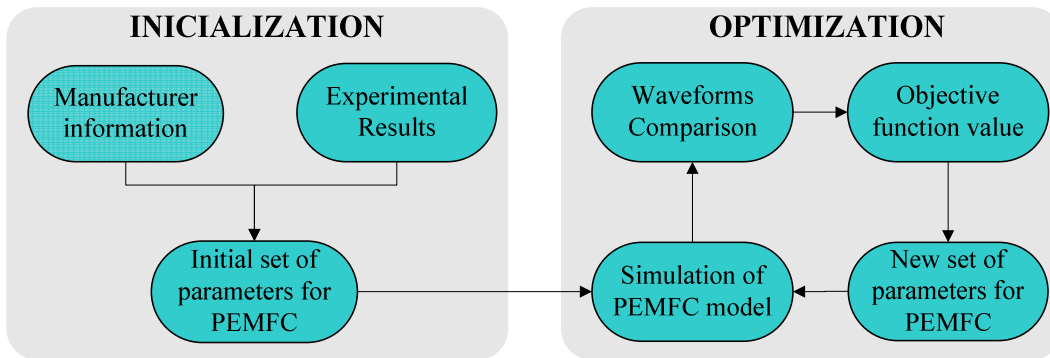 INICIALIZATION
Manufacturer
information
Experimental
Results
Initial set of
parameters for
PEMFC
OPTIMIZATION
Waveforms
Comparison
Objective
function value
Simulation of
PEMFC model
New set of
parameters for
PEMFC